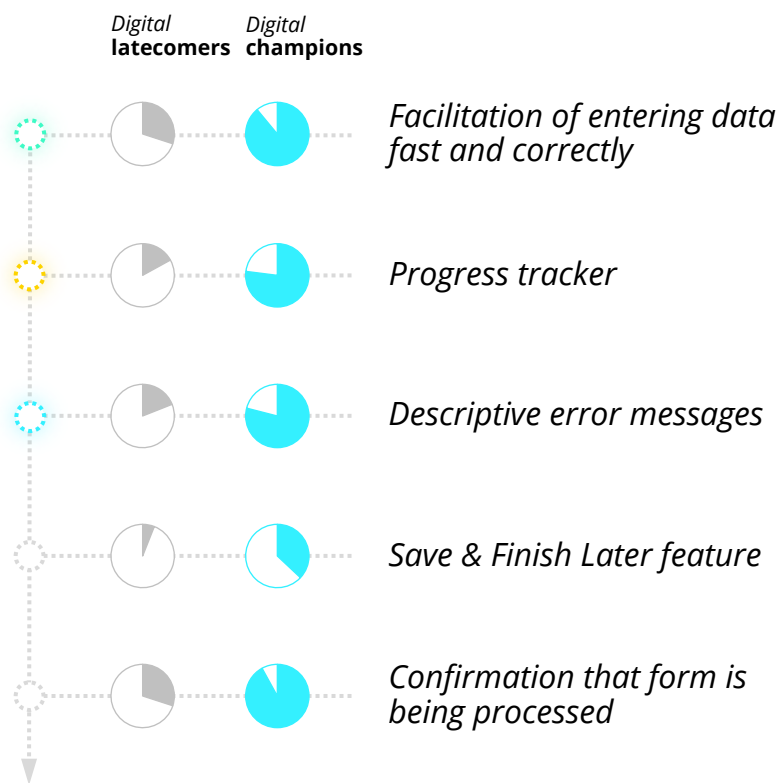 Digital
latecomers
Digital
champions
Facilitation of entering data
fast and correctly
Progress tracker
Descriptive error messages
Save & Finish Later feature
Confirmation that form is
being processed